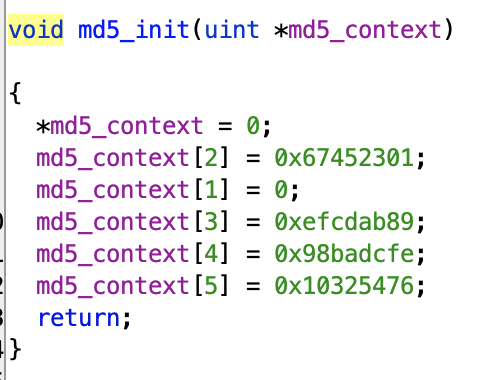 void md5_init(uint *md5_context)
{
*md5_context = 0;
md5_context[2] = 0x67452301;
md5_context[1] = 0;
md5_context[3] = 0xefcdab89;
md5_context[4] = 0x98badcfe;
md5_context[5] = 0x10325476;
return;
}